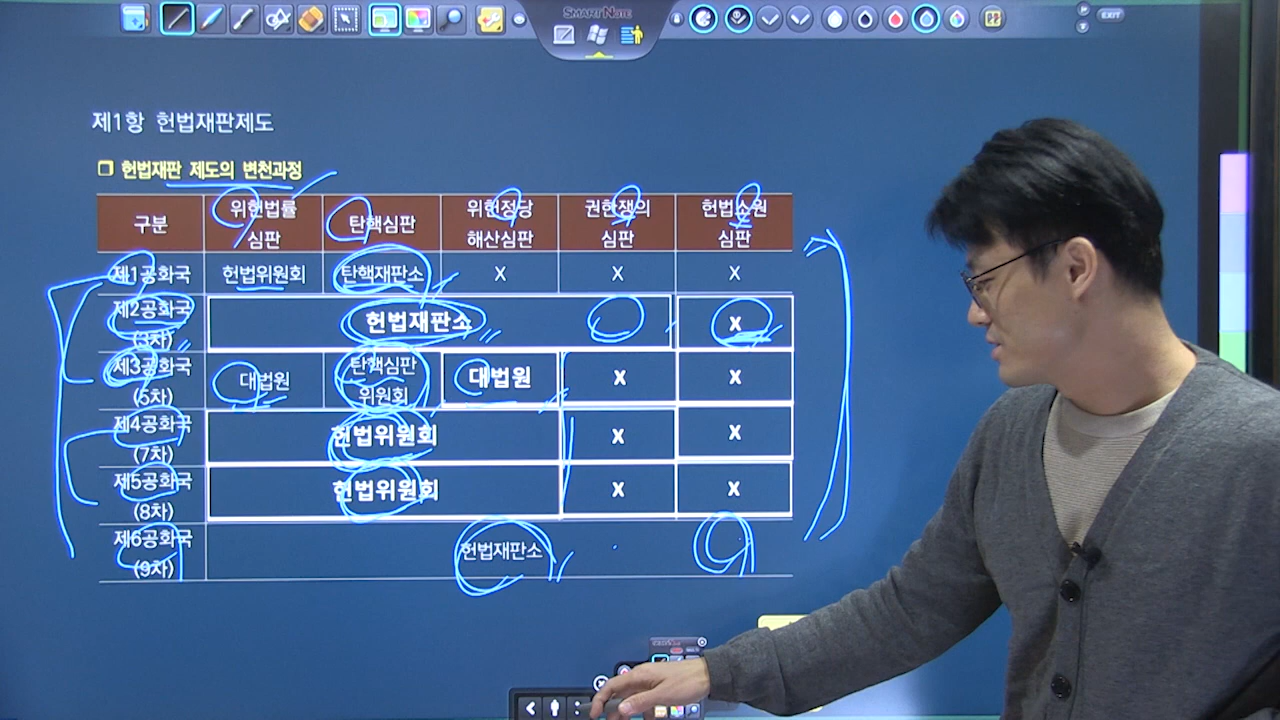 SMART NOTE
EXIT
제1항 헌법재판제도
헌법재판 제도의 변천과정
구분 위헌법률심판 탄핵심판 위헌정당해산심판 권한쟁의심판 헌법소원심판
제1공화국 헌법위원회 탄핵재판소 X X X
제2공화국(3차) 헌법재판소 X
제3공화국(5차) 대법원 탄핵심판위원회 대법원 X X
제4공화국(7차) 헌법위원회 X X
제5공화국(8차) 헌법위원회 X X
제6공화국(9차) 헌법재판소